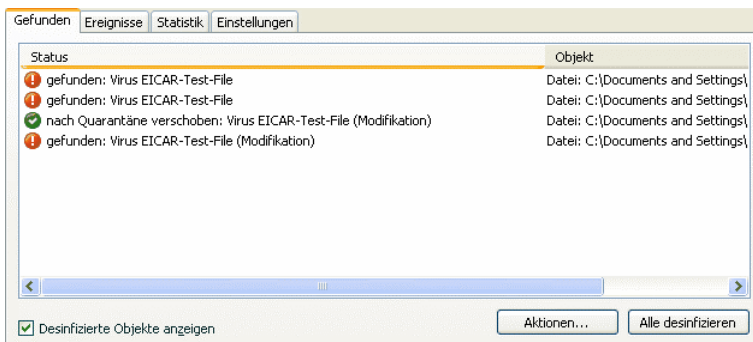 Gefunden Ereignisse Statistik Einstellungen
Status Objekt
gefunden: Virus EICAR-Test-File Datei: C:\Documents and Settings\
gefunden: Virus EICAR-Test-File Datei: C:\Documents and Settings\
nach Quarantäne verschoben: Virus EICAR-Test-File (Modifikation) Datei: C:\Documents and Settings\
gefunden: Virus EICAR-Test-File (Modifikation) Datei: C:\Documents and Settings\
Desinfizierte Objekte anzeigen Aktionen... Alle desinfizieren